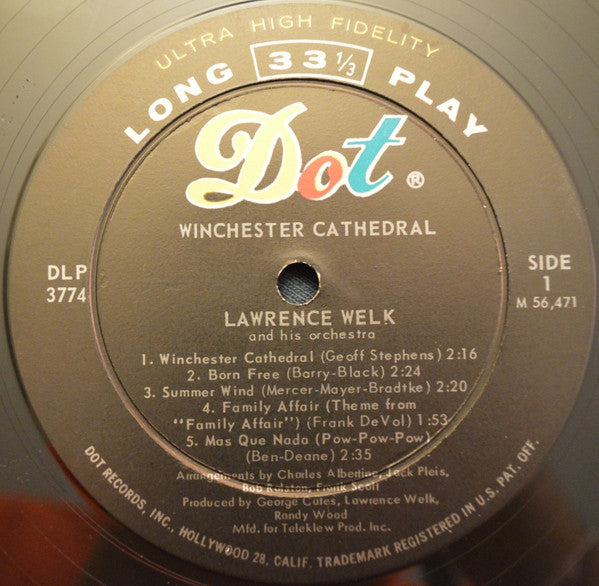 ULTRA HIGH FIDELITY
LONG 33 1/3 PLAY
Dot ®
WINCHESTER CATHEDRAL
DLP
3774
SIDE
1
M 56,471
LAWRENCE WELK
and his orchestra
1. Winchester Cathedral (Geoff Stephens) 2:16
2. Born Free (Barry-Black) 2:24
3. Summer Wind (Mercer-Mayer-Bradtke) 2:20
4. Family Affair (Theme from
"Family Affair") (Frank DeVol) 1:53
5. Mas Que Nada (Pow-Pow-Pow)
(Ben-Deane) 2:35
Arrangements by Charles Albertine, Jack Pleis,
Bob Ralston, Frank Scott
Produced by George Cates, Lawrence Welk,
Randy Wood
Mfd. for Teleklew Prod. Inc.
DOT RECORDS, INC., HOLLYWOOD 28, CALIF. TRADEMARK REGISTERED IN U.S. PAT. OFF.